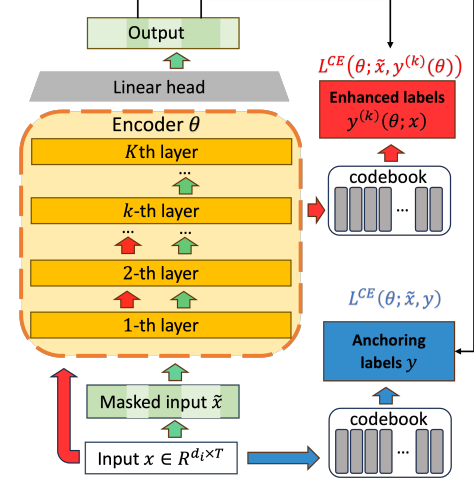 Output
Linear head
Encoder θ
Kth layer
...
k-th layer
... ...
2-th layer
1-th layer
Masked input x̃
Input x ∈ R^{d_i×T}
L^{CE}(θ; x̃, y^{(k)}(θ))
Enhanced labels
y^{(k)}(θ; x)
codebook
...
L^{CE}(θ; x̃, y)
Anchoring
labels y
codebook
...